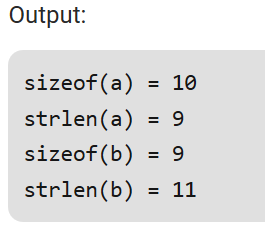 Output:
sizeof(a) = 10
strlen(a) = 9
sizeof(b) = 9
strlen(b) = 11